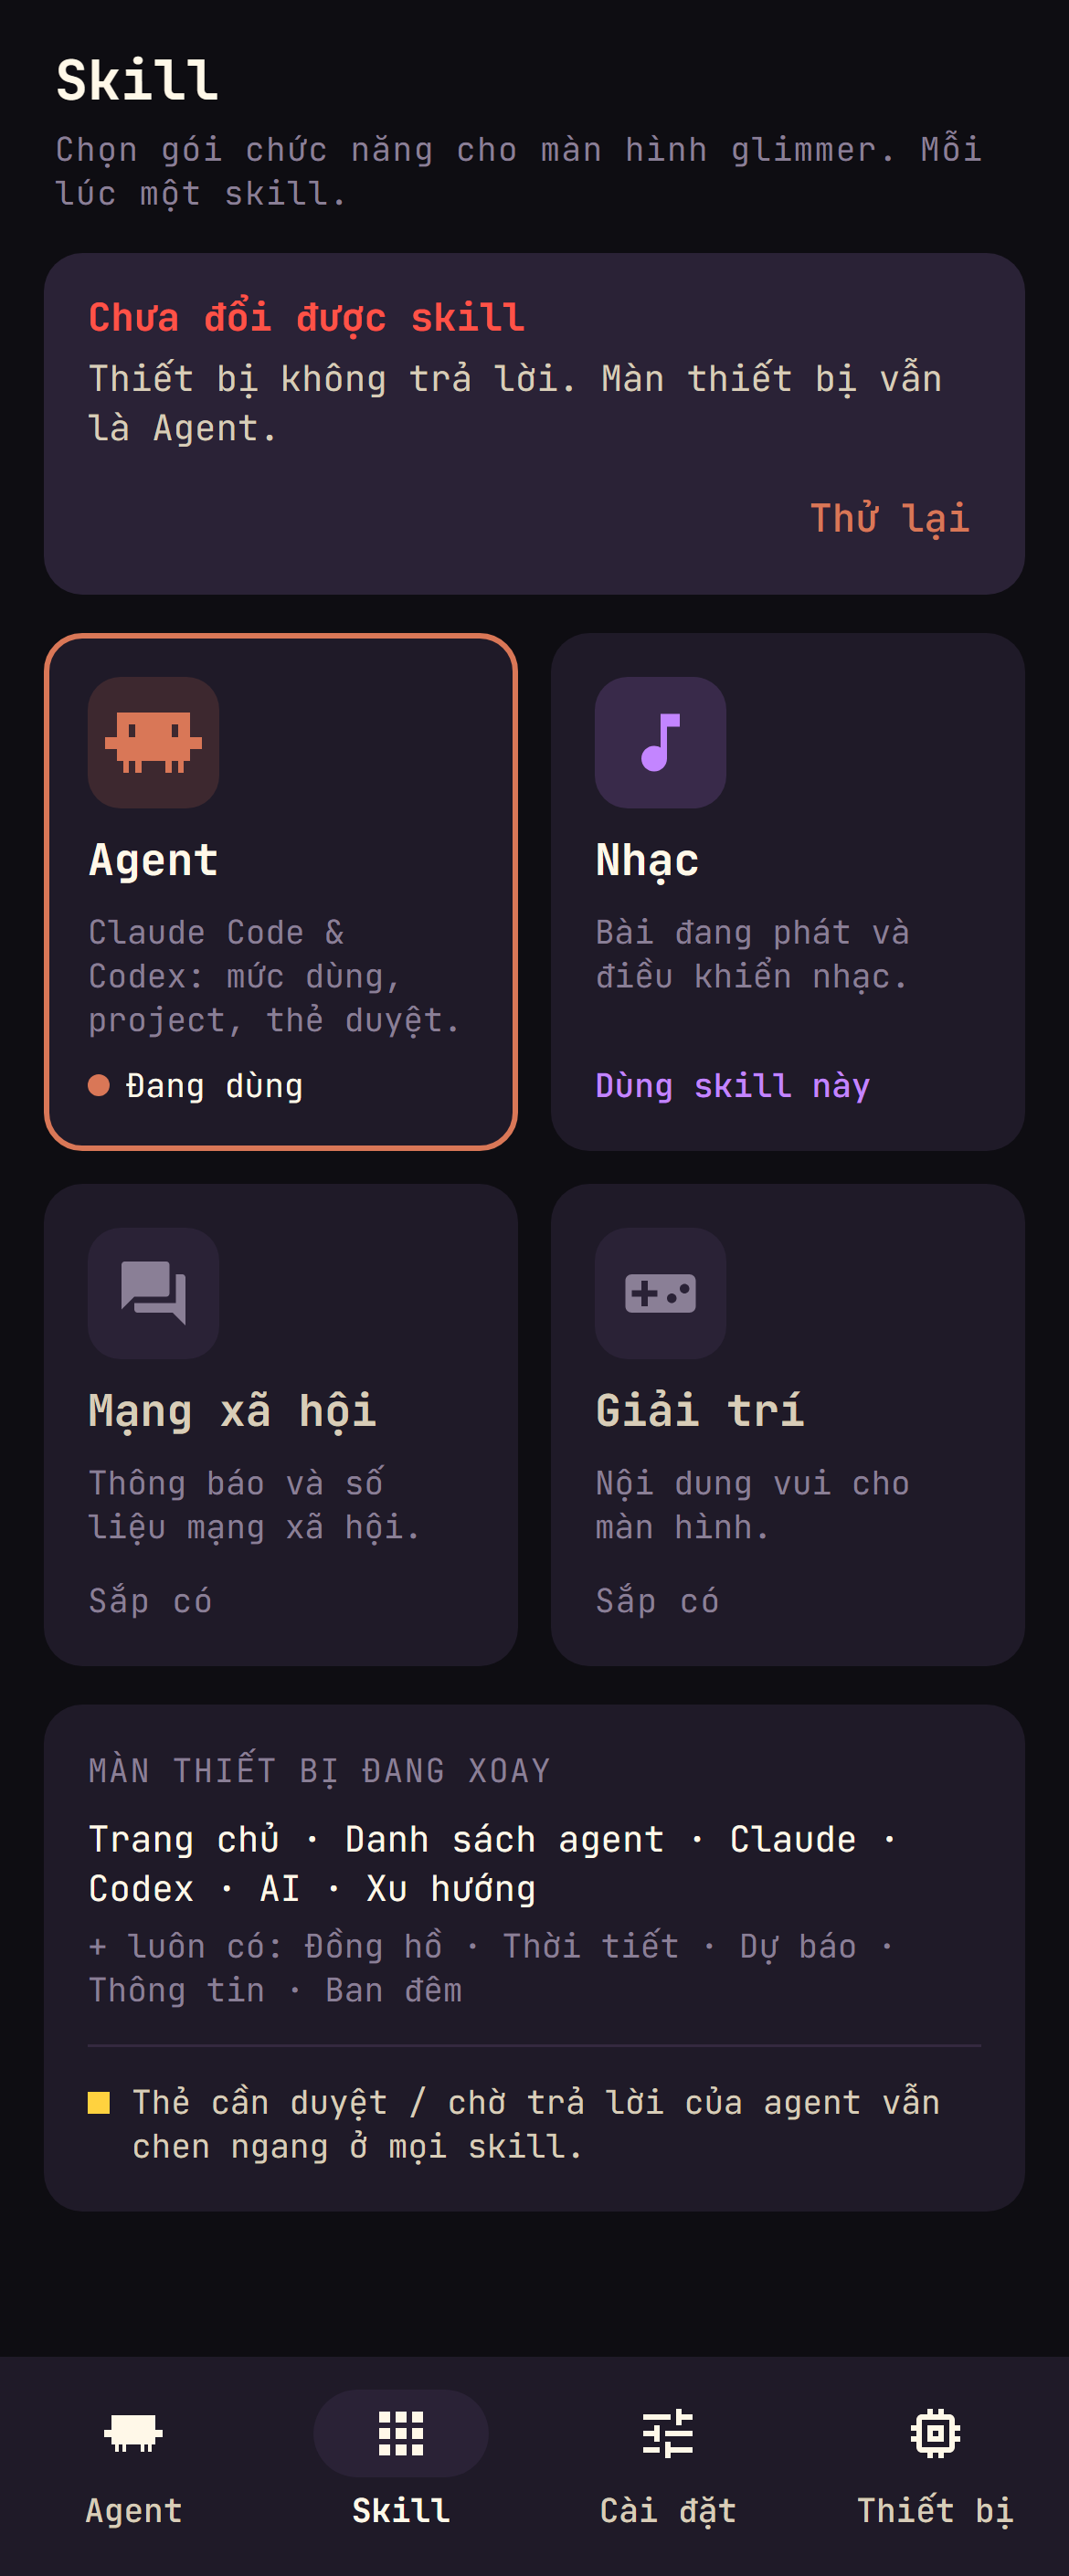 Skill
Chọn gói chức năng cho màn hình glimmer. Mỗi
lúc một skill.
Chưa đổi được skill
Thiết bị không trả lời. Màn thiết bị vẫn
là Agent.
Thử lại
Agent
Claude Code &
Codex: mức dùng,
project, thẻ duyệt.
Đang dùng
Nhạc
Bài đang phát và
điều khiển nhạc.
Dùng skill này
Mạng xã hội
Thông báo và số
liệu mạng xã hội.
Sắp có
Giải trí
Nội dung vui cho
màn hình.
Sắp có
MÀN THIẾT BỊ ĐANG XOAY
Trang chủ · Danh sách agent · Claude ·
Codex · AI · Xu hướng
+ luôn có: Đồng hồ · Thời tiết · Dự báo ·
Thông tin · Ban đêm
Thẻ cần duyệt / chờ trả lời của agent vẫn
chen ngang ở mọi skill.
Agent
Skill
Cài đặt
Thiết bị